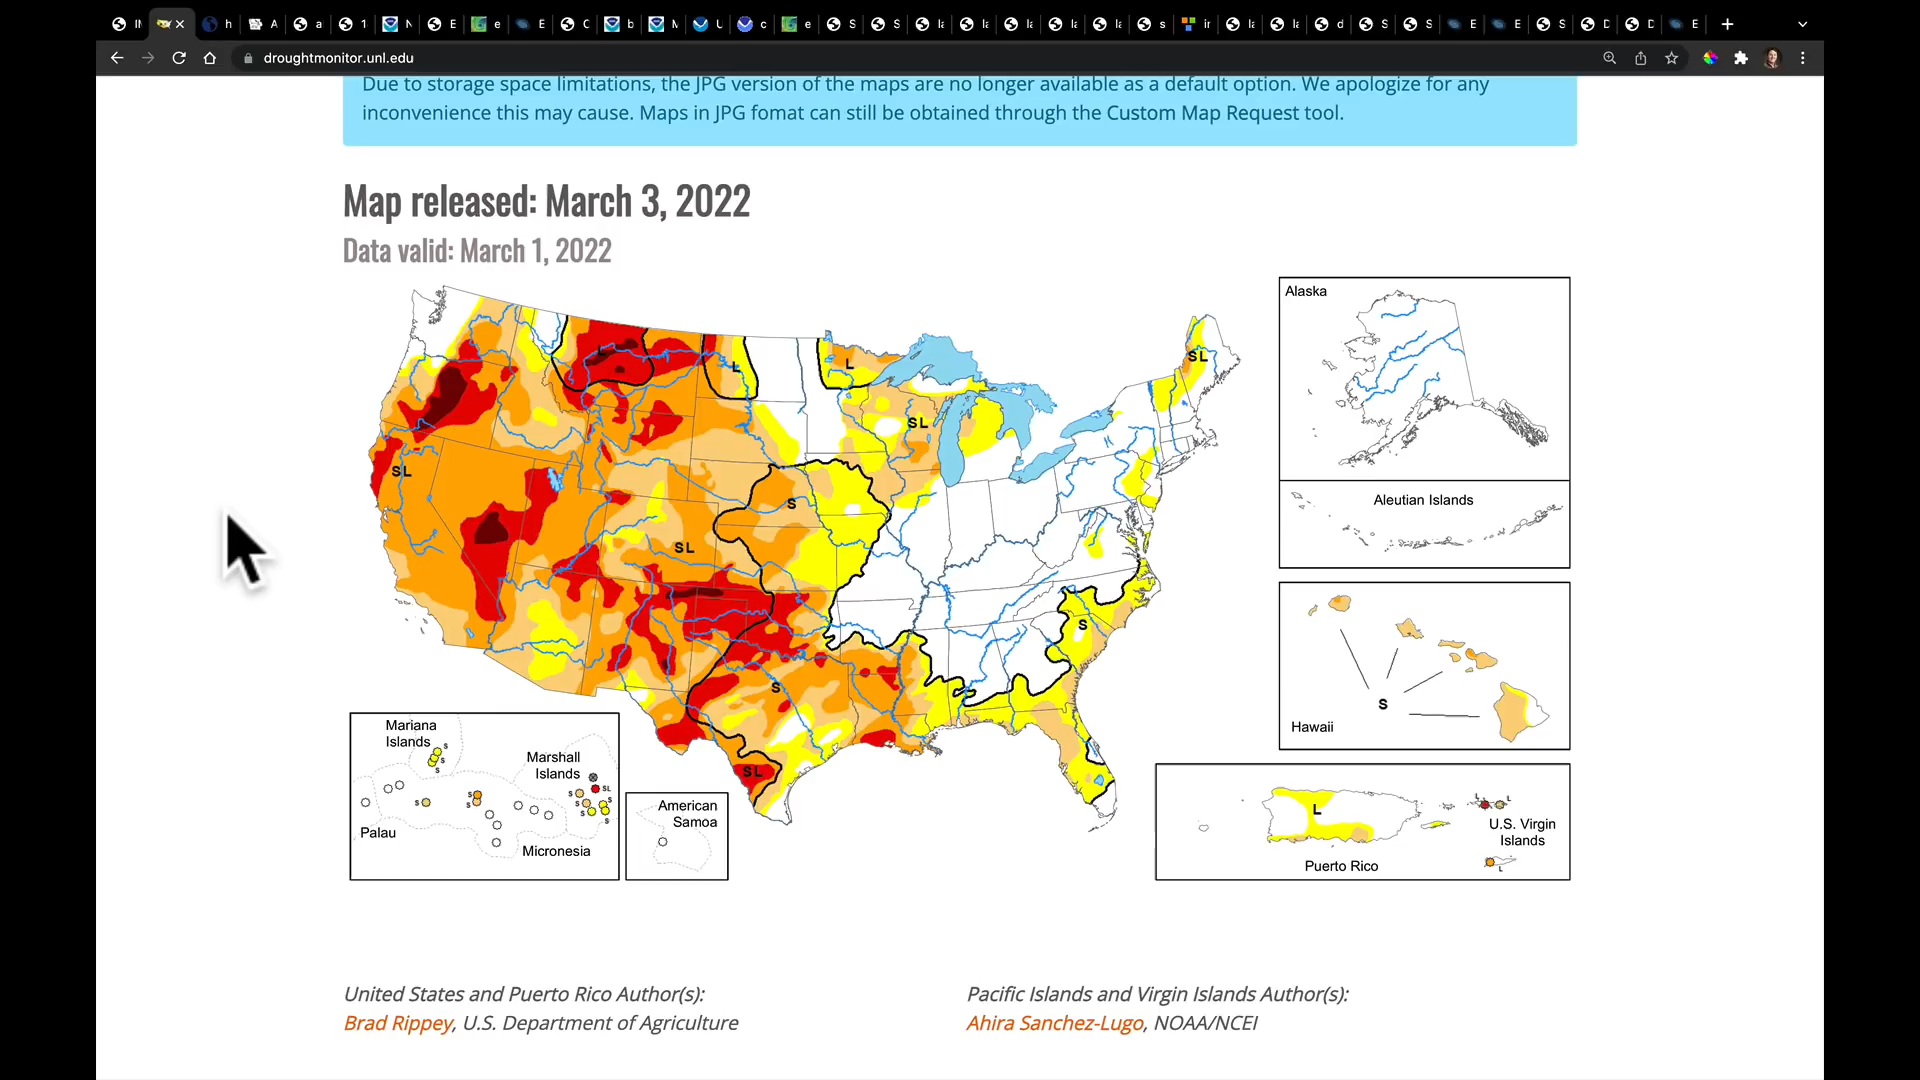 droughtmonitor.unl.edu
Due to storage space limitations, the JPG version of the maps are no longer available as a default option. We apologize for any
inconvenience this may cause. Maps in JPG fomat can still be obtained through the Custom Map Request tool.
Map released: March 3, 2022
Data valid: March 1, 2022
Alaska
Aleutian Islands
Hawaii
S
L
L
L
SL
SL
SL
S
SL
S
S
SL
Mariana
Islands
Marshall
Islands
Palau
Micronesia
American
Samoa
L
U.S. Virgin
Islands
Puerto Rico
United States and Puerto Rico Author(s):
Brad Rippey, U.S. Department of Agriculture
Pacific Islands and Virgin Islands Author(s):
Ahira Sanchez-Lugo, NOAA/NCEI